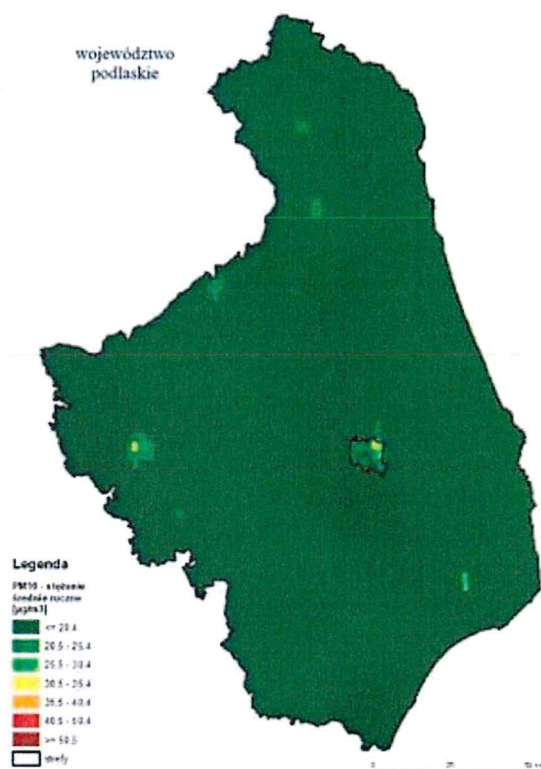 województwo
podlaskie
Legenda
PM10 - stężenie
średnie roczne
[µg/m3]
<= 20.4
20.5 - 25.4
25.5 - 30.4
30.5 - 35.4
35.5 - 40.4
40.5 - 50.4
>= 50.5
strefy
0